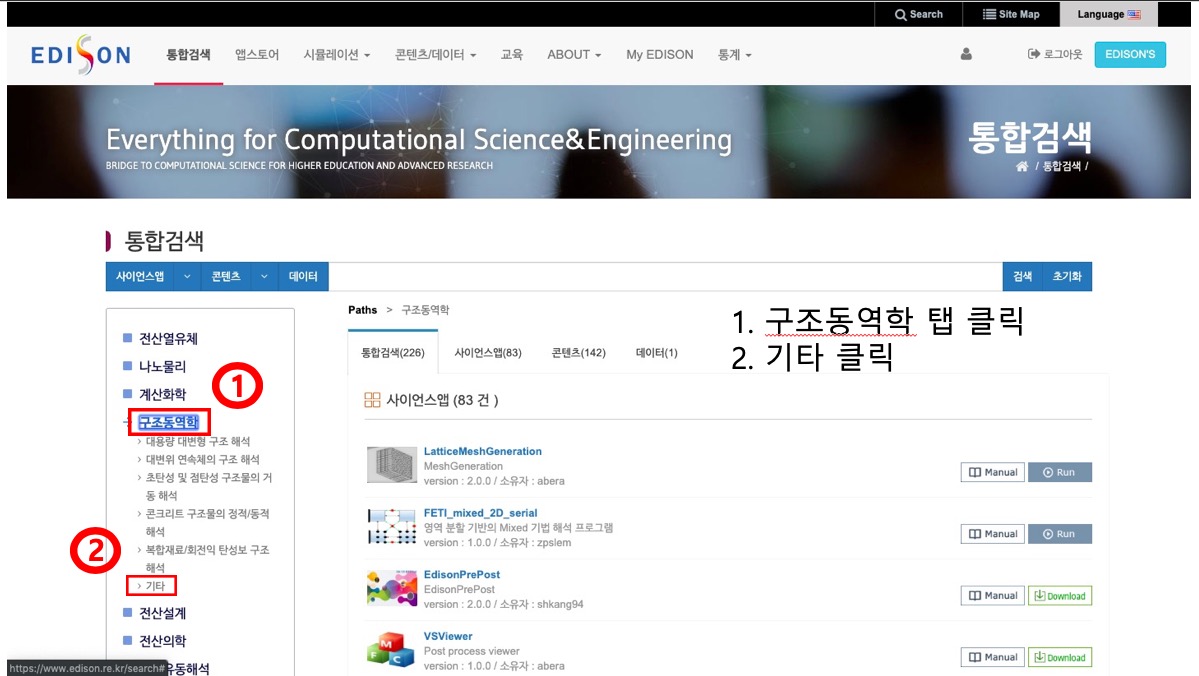 Search
Site Map
Language
EDISON
통합검색
앱스토어
시뮬레이션
콘텐츠/데이터
교육
ABOUT
My EDISON
통계
로그아웃
EDISON'S
Everything for Computational Science&Engineering
BRIDGE TO COMPUTATIONAL SCIENCE FOR HIGHER EDUCATION AND ADVANCED RESEARCH
통합검색
/ 통합검색 /
통합검색
사이언스앱
콘텐츠
데이터
검색
초기화
전산열유체
나노물리
계산화학
1
구조동역학
> 대용량 대변형 구조 해석
> 대변위 연속체의 구조 해석
> 초탄성 및 점탄성 구조물의 거
동 해석
> 콘크리트 구조물의 정적/동적
해석
> 복합재료/회전익 탄성보 구조
해석
2
> 기타
전산설계
전산의학
유동해석
https://www.edison.re.kr/search#
Paths > 구조동역학
1. 구조동역학 탭 클릭
2. 기타 클릭
통합검색(226)
사이언스앱(83)
콘텐츠(142)
데이터(1)
사이언스앱 (83 건 )
LatticeMeshGeneration
MeshGeneration
version : 2.0.0 / 소유자 : abera
Manual
Run
FETI_mixed_2D_serial
영역 분할 기반의 Mixed 기법 해석 프로그램
version : 1.0.0 / 소유자 : zpslem
Manual
Run
EdisonPrePost
EdisonPrePost
version : 2.0.0 / 소유자 : shkang94
Manual
Download
F M C
VSViewer
Post process viewer
version : 1.0.0 / 소유자 : abera
Manual
Download